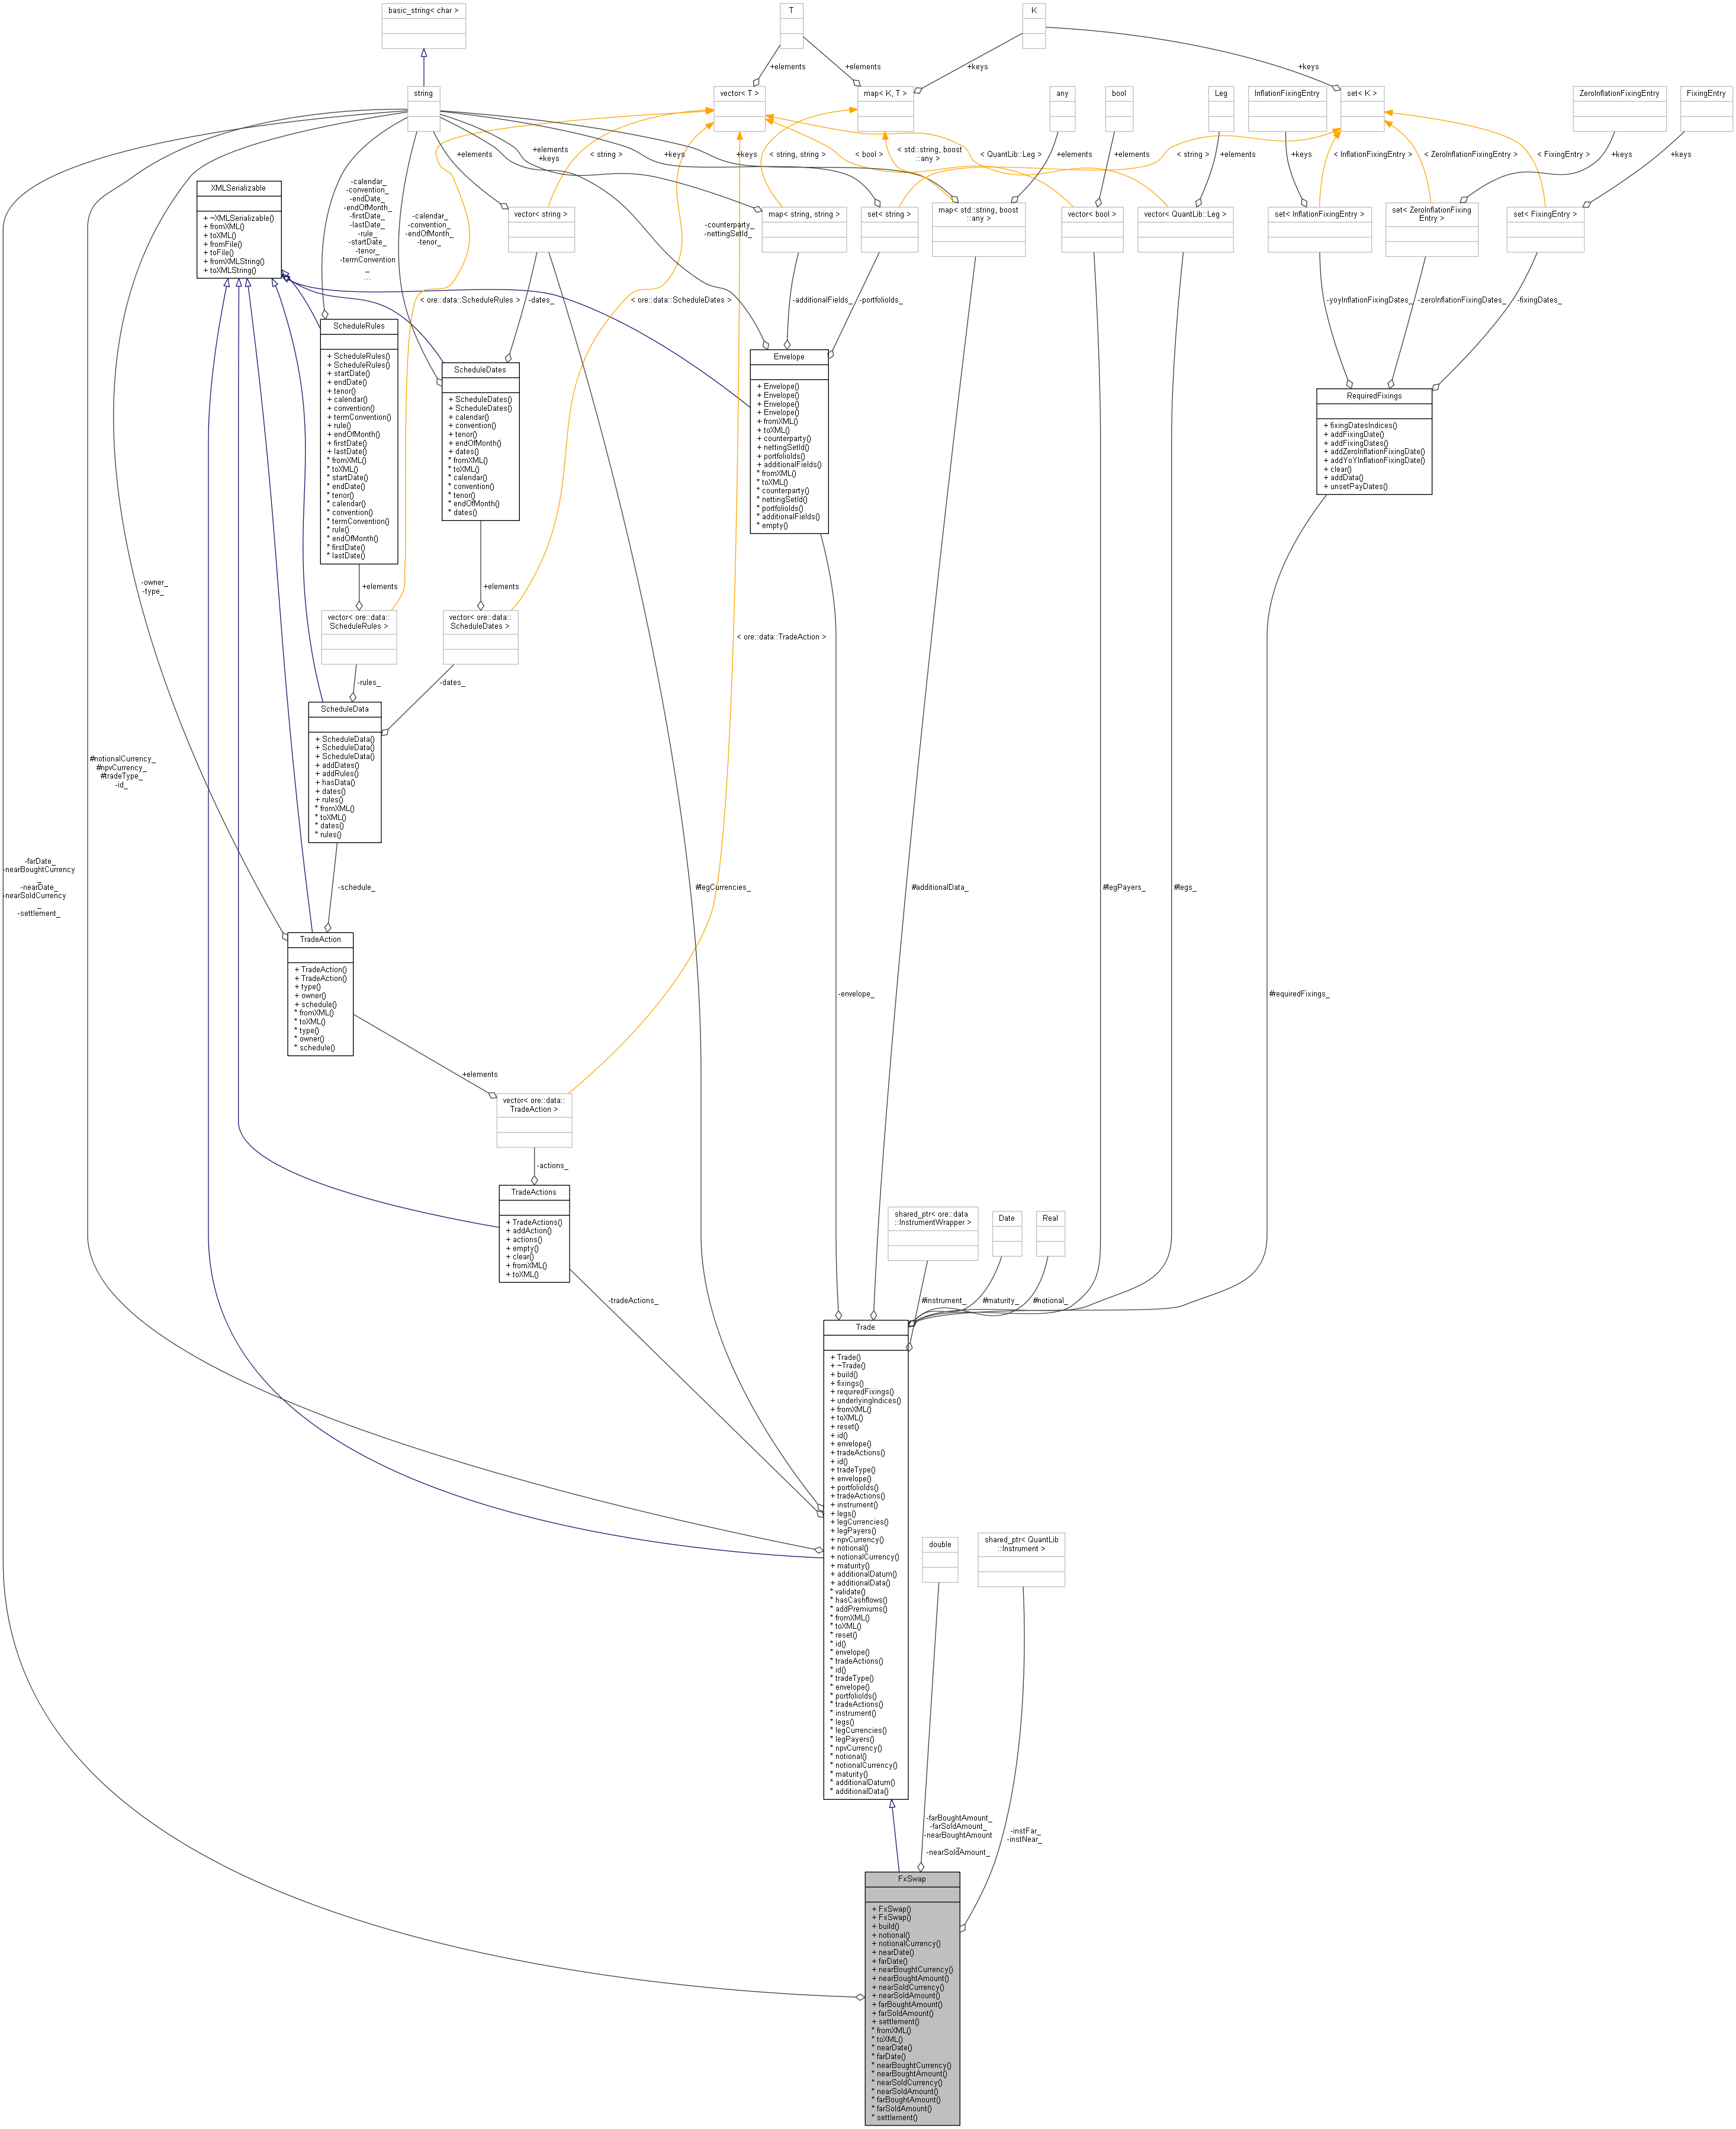 basic_string< char >
T
K
+elements
+elements
+keys
+keys
string
vector< T >
map< K, T >
any
bool
Leg
InflationFixingEntry
set< K >
ZeroInflationFixingEntry
FixingEntry
+elements
< string >
+elements
+keys
+keys
< string, string >
+keys
< bool >
< std::string, boost
::any >
< QuantLib::Leg >
+elements
+elements
< string >
+elements
+keys
< InflationFixingEntry >
< ZeroInflationFixingEntry >
+keys
< FixingEntry >
+keys
XMLSerializable
+ ~XMLSerializable()
+ fromXML()
+ toXML()
+ fromFile()
+ toFile()
+ fromXMLString()
+ toXMLString()
-calendar_
-convention_
-endDate_
-endOfMonth_
-firstDate_
-lastDate_
-rule_
-startDate_
-tenor_
-termConvention
_
...
-calendar_
-convention_
-endOfMonth_
-tenor_
vector< string >
-counterparty_
-nettingSetId_
map< string, string >
set< string >
map< std::string, boost
::any >
vector< bool >
vector< QuantLib::Leg >
set< InflationFixingEntry >
set< ZeroInflationFixing
Entry >
set< FixingEntry >
< ore::data::ScheduleRules >
-dates_
< ore::data::ScheduleDates >
-additionalFields_
-portfolioIds_
-yoyInflationFixingDates_
-zeroInflationFixingDates_
-fixingDates_
ScheduleRules
+ ScheduleRules()
+ ScheduleRules()
+ startDate()
+ endDate()
+ tenor()
+ calendar()
+ convention()
+ termConvention()
+ rule()
+ endOfMonth()
+ firstDate()
+ lastDate()
* fromXML()
* toXML()
* startDate()
* endDate()
* tenor()
* calendar()
* convention()
* termConvention()
* rule()
* endOfMonth()
* firstDate()
* lastDate()
ScheduleDates
+ ScheduleDates()
+ ScheduleDates()
+ calendar()
+ convention()
+ tenor()
+ endOfMonth()
+ dates()
* fromXML()
* toXML()
* calendar()
* convention()
* tenor()
* endOfMonth()
* dates()
Envelope
+ Envelope()
+ Envelope()
+ Envelope()
+ Envelope()
+ fromXML()
+ toXML()
+ counterparty()
+ nettingSetId()
+ portfolioIds()
+ additionalFields()
* fromXML()
* toXML()
* counterparty()
* nettingSetId()
* portfolioIds()
* additionalFields()
* empty()
RequiredFixings
+ fixingDatesIndices()
+ addFixingDate()
+ addFixingDates()
+ addZeroInflationFixingDate()
+ addYoYInflationFixingDate()
+ clear()
+ addData()
+ unsetPayDates()
-owner_
-type_
+elements
+elements
vector< ore::data::
ScheduleRules >
vector< ore::data::
ScheduleDates >
< ore::data::TradeAction >
-rules_
-dates_
ScheduleData
+ ScheduleData()
+ ScheduleData()
+ ScheduleData()
+ addDates()
+ addRules()
+ hasData()
+ dates()
+ rules()
* fromXML()
* toXML()
* dates()
* rules()
#notionalCurrency_
#npvCurrency_
#tradeType_
-id_
-farDate_
-nearBoughtCurrency
_
-nearDate_
-nearSoldCurrency
_
-settlement_
-schedule_
#legCurrencies_
#additionalData_
#legPayers_
#legs_
TradeAction
+ TradeAction()
+ TradeAction()
+ type()
+ owner()
+ schedule()
* fromXML()
* toXML()
* type()
* owner()
* schedule()
-envelope_
#requiredFixings_
+elements
vector< ore::data::
TradeAction >
-actions_
TradeActions
+ TradeActions()
+ addAction()
+ actions()
+ empty()
+ clear()
+ fromXML()
+ toXML()
shared_ptr< ore::data
::InstrumentWrapper >
Date
Real
-tradeActions_
#instrument_
#maturity_
#notional_
Trade
+ Trade()
+ ~Trade()
+ build()
+ fixings()
+ requiredFixings()
+ underlyingIndices()
+ fromXML()
+ toXML()
+ reset()
+ id()
+ envelope()
+ tradeActions()
+ id()
+ tradeType()
+ envelope()
+ portfolioIds()
+ tradeActions()
+ instrument()
+ legs()
+ legCurrencies()
+ legPayers()
+ npvCurrency()
+ notional()
+ notionalCurrency()
+ maturity()
+ additionalDatum()
+ additionalData()
* validate()
* hasCashflows()
* addPremiums()
* fromXML()
* toXML()
* reset()
* id()
* envelope()
* tradeActions()
* id()
* tradeType()
* envelope()
* portfolioIds()
* tradeActions()
* instrument()
* legs()
* legCurrencies()
* legPayers()
* npvCurrency()
* notional()
* notionalCurrency()
* maturity()
* additionalDatum()
* additionalData()
double
shared_ptr< QuantLib
::Instrument >
-farBoughtAmount_
-farSoldAmount_
-nearBoughtAmount
_
-nearSoldAmount_
-instFar_
-instNear_
FxSwap
+ FxSwap()
+ FxSwap()
+ build()
+ notional()
+ notionalCurrency()
+ nearDate()
+ farDate()
+ nearBoughtCurrency()
+ nearBoughtAmount()
+ nearSoldCurrency()
+ nearSoldAmount()
+ farBoughtAmount()
+ farSoldAmount()
+ settlement()
* fromXML()
* toXML()
* nearDate()
* farDate()
* nearBoughtCurrency()
* nearBoughtAmount()
* nearSoldCurrency()
* nearSoldAmount()
* farBoughtAmount()
* farSoldAmount()
* settlement()